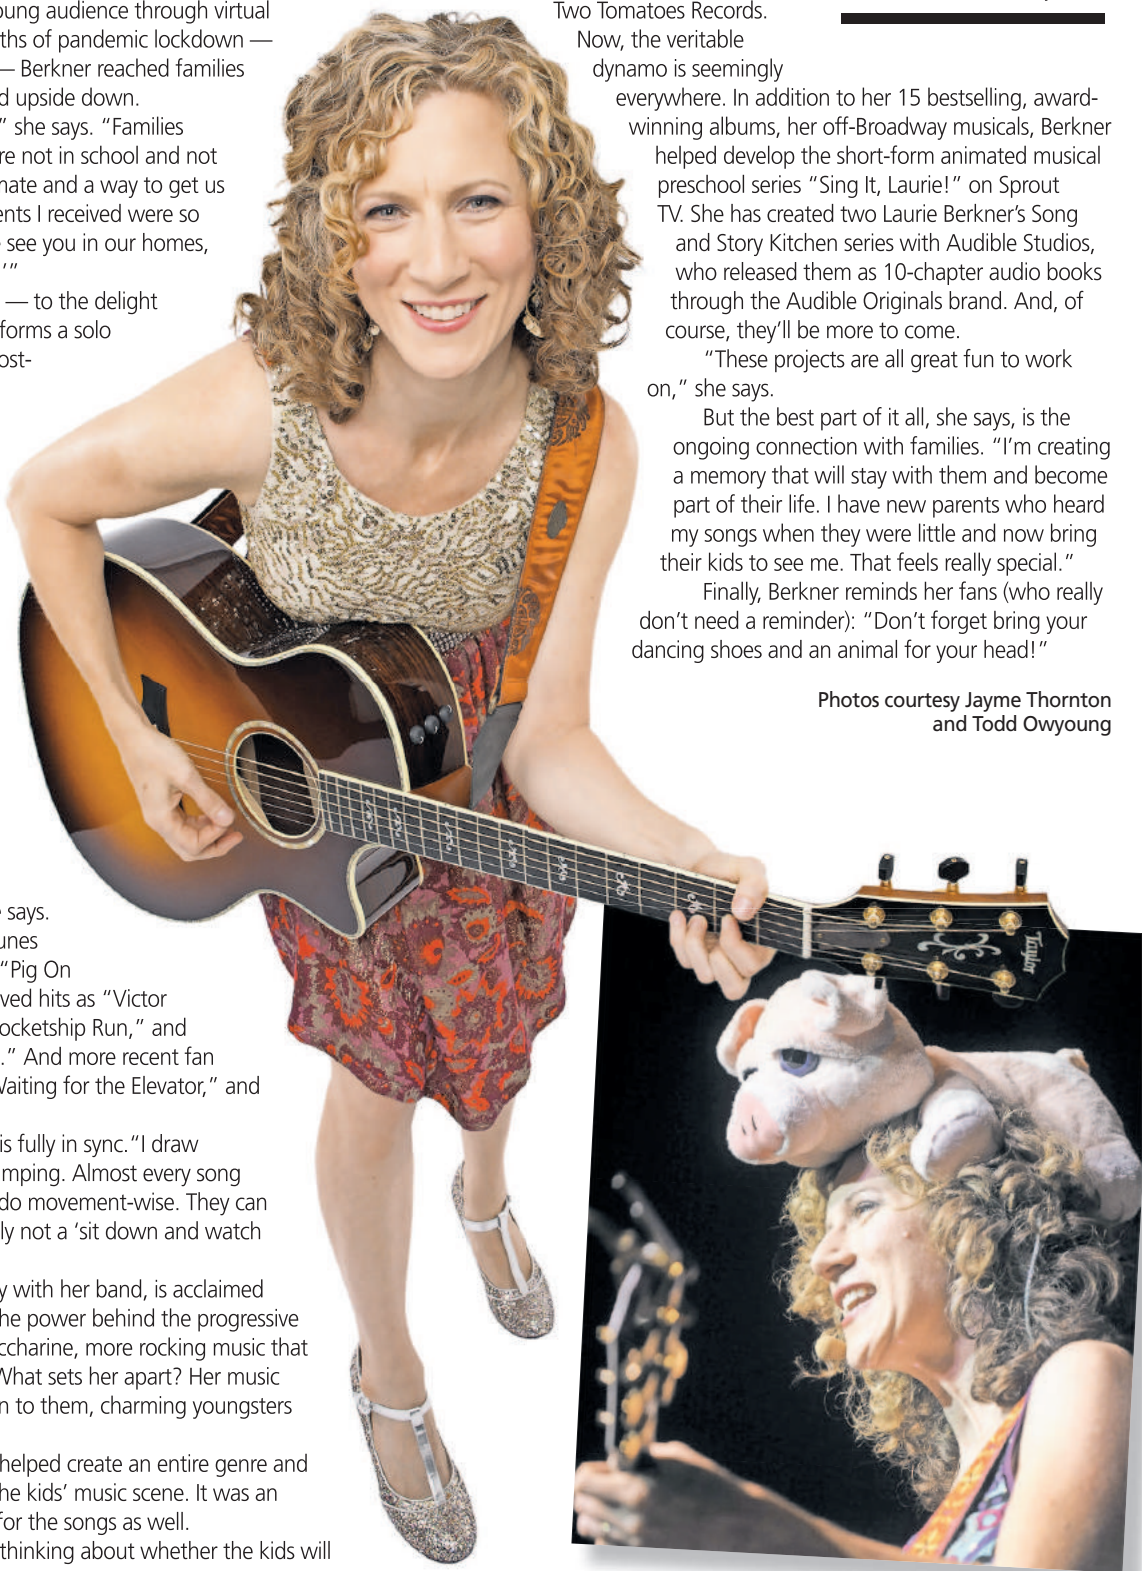 oung audience through virtual
ths of pandemic lockdown —
— Berkner reached families
d upside down.
” she says. “Families
re not in school and not
nate and a way to get us
ents I received were so
see you in our homes,
’”
— to the delight
forms a solo
ost-
says.
unes
“Pig On
ved hits as “Victor
ocketship Run,” and
.” And more recent fan
Waiting for the Elevator,” and
is fully in sync.“I draw
mping. Almost every song
do movement-wise. They can
ly not a ‘sit down and watch
y with her band, is acclaimed
he power behind the progressive
ccharine, more rocking music that
What sets her apart? Her music
n to them, charming youngsters
helped create an entire genre and
he kids’ music scene. It was an
for the songs as well.
thinking about whether the kids will
Two Tomatoes Records.
Now, the veritable
dynamo is seemingly
everywhere. In addition to her 15 bestselling, award-
winning albums, her off-Broadway musicals, Berkner
helped develop the short-form animated musical
preschool series “Sing It, Laurie!” on Sprout
TV. She has created two Laurie Berkner’s Song
and Story Kitchen series with Audible Studios,
who released them as 10-chapter audio books
through the Audible Originals brand. And, of
course, they’ll be more to come.
“These projects are all great fun to work
on,” she says.
But the best part of it all, she says, is the
ongoing connection with families. “I’m creating
a memory that will stay with them and become
part of their life. I have new parents who heard
my songs when they were little and now bring
their kids to see me. That feels really special.”
Finally, Berkner reminds her fans (who really
don’t need a reminder): “Don’t forget bring your
dancing shoes and an animal for your head!”
Photos courtesy Jayme Thornton
and Todd Owyoung
Taylor